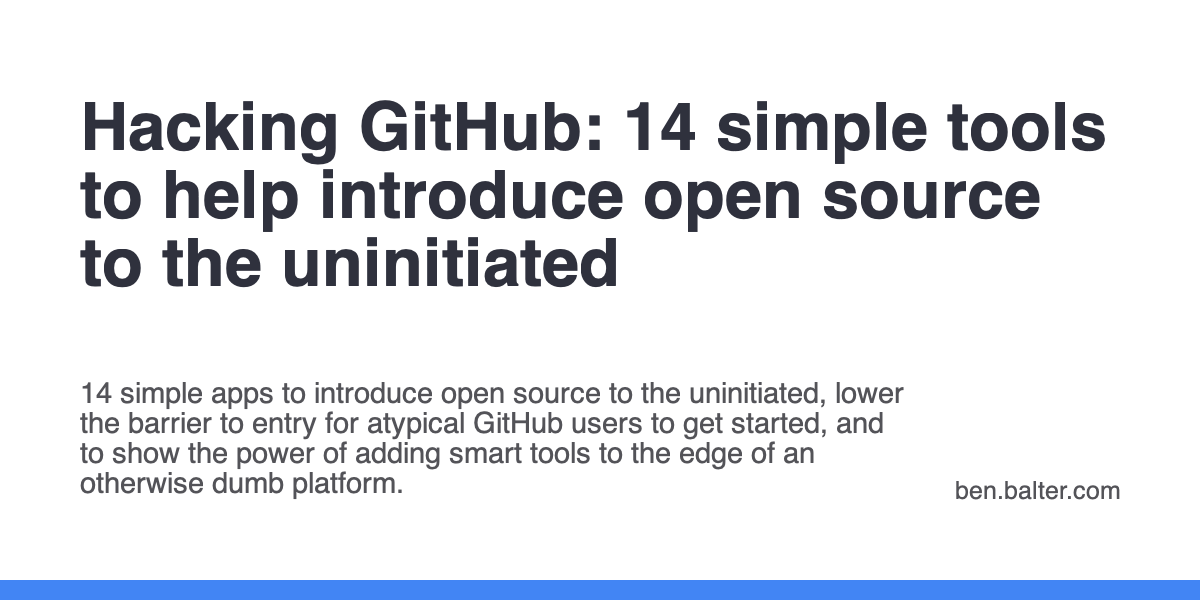 Hacking GitHub: 14 simple tools
to help introduce open source
to the uninitiated
14 simple apps to introduce open source to the uninitiated, lower
the barrier to entry for atypical GitHub users to get started, and
to show the power of adding smart tools to the edge of an
otherwise dumb platform.
ben.balter.com